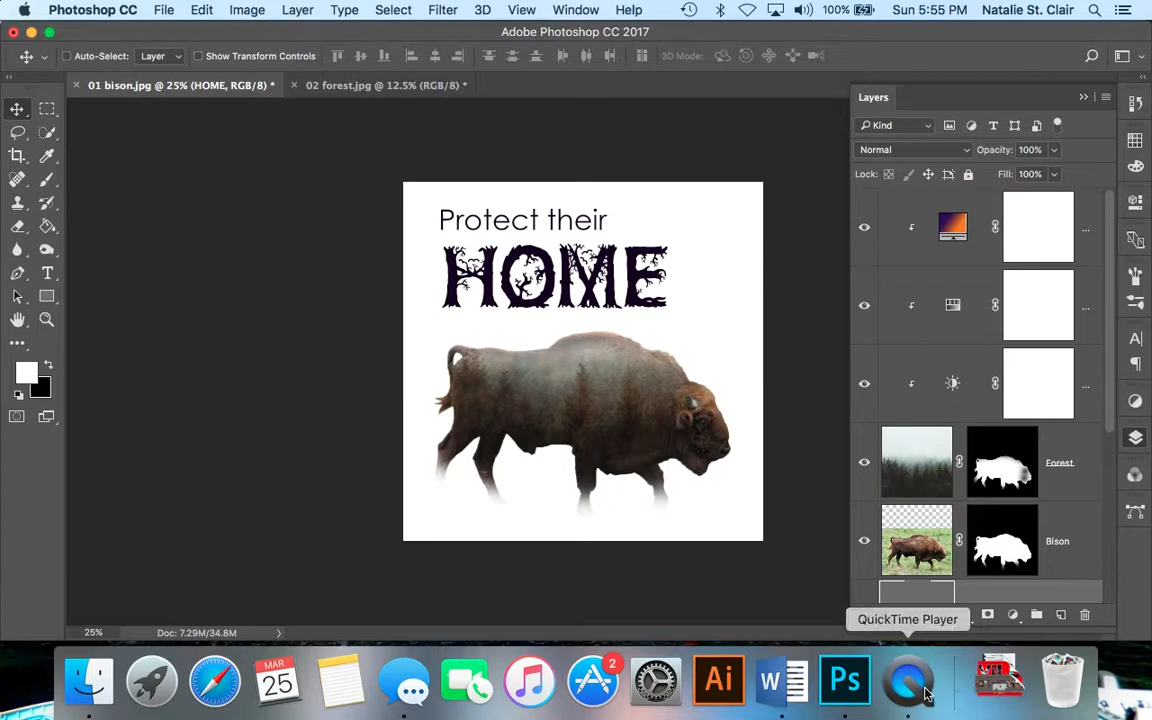 Photoshop CC File Edit Image Layer Type Select Filter 3D View Window Help 100% Sun 5:55 PM Natalie St. Clair
Adobe Photoshop CC 2017
Auto-Select: Layer Show Transform Controls 3D Mode:
× 01 bison.jpg @ 25% (HOME, RGB/8) * × 02 forest.jpg @ 12.5% (RGB/8) *
Layers
Kind
Normal Opacity: 100%
Lock: Fill: 100%
Protect their
HOME
...
...
...
Forest
Bison
QuickTime Player
25% Doc: 7.29M/34.8M
MAR
25
2
Ai
W
Ps